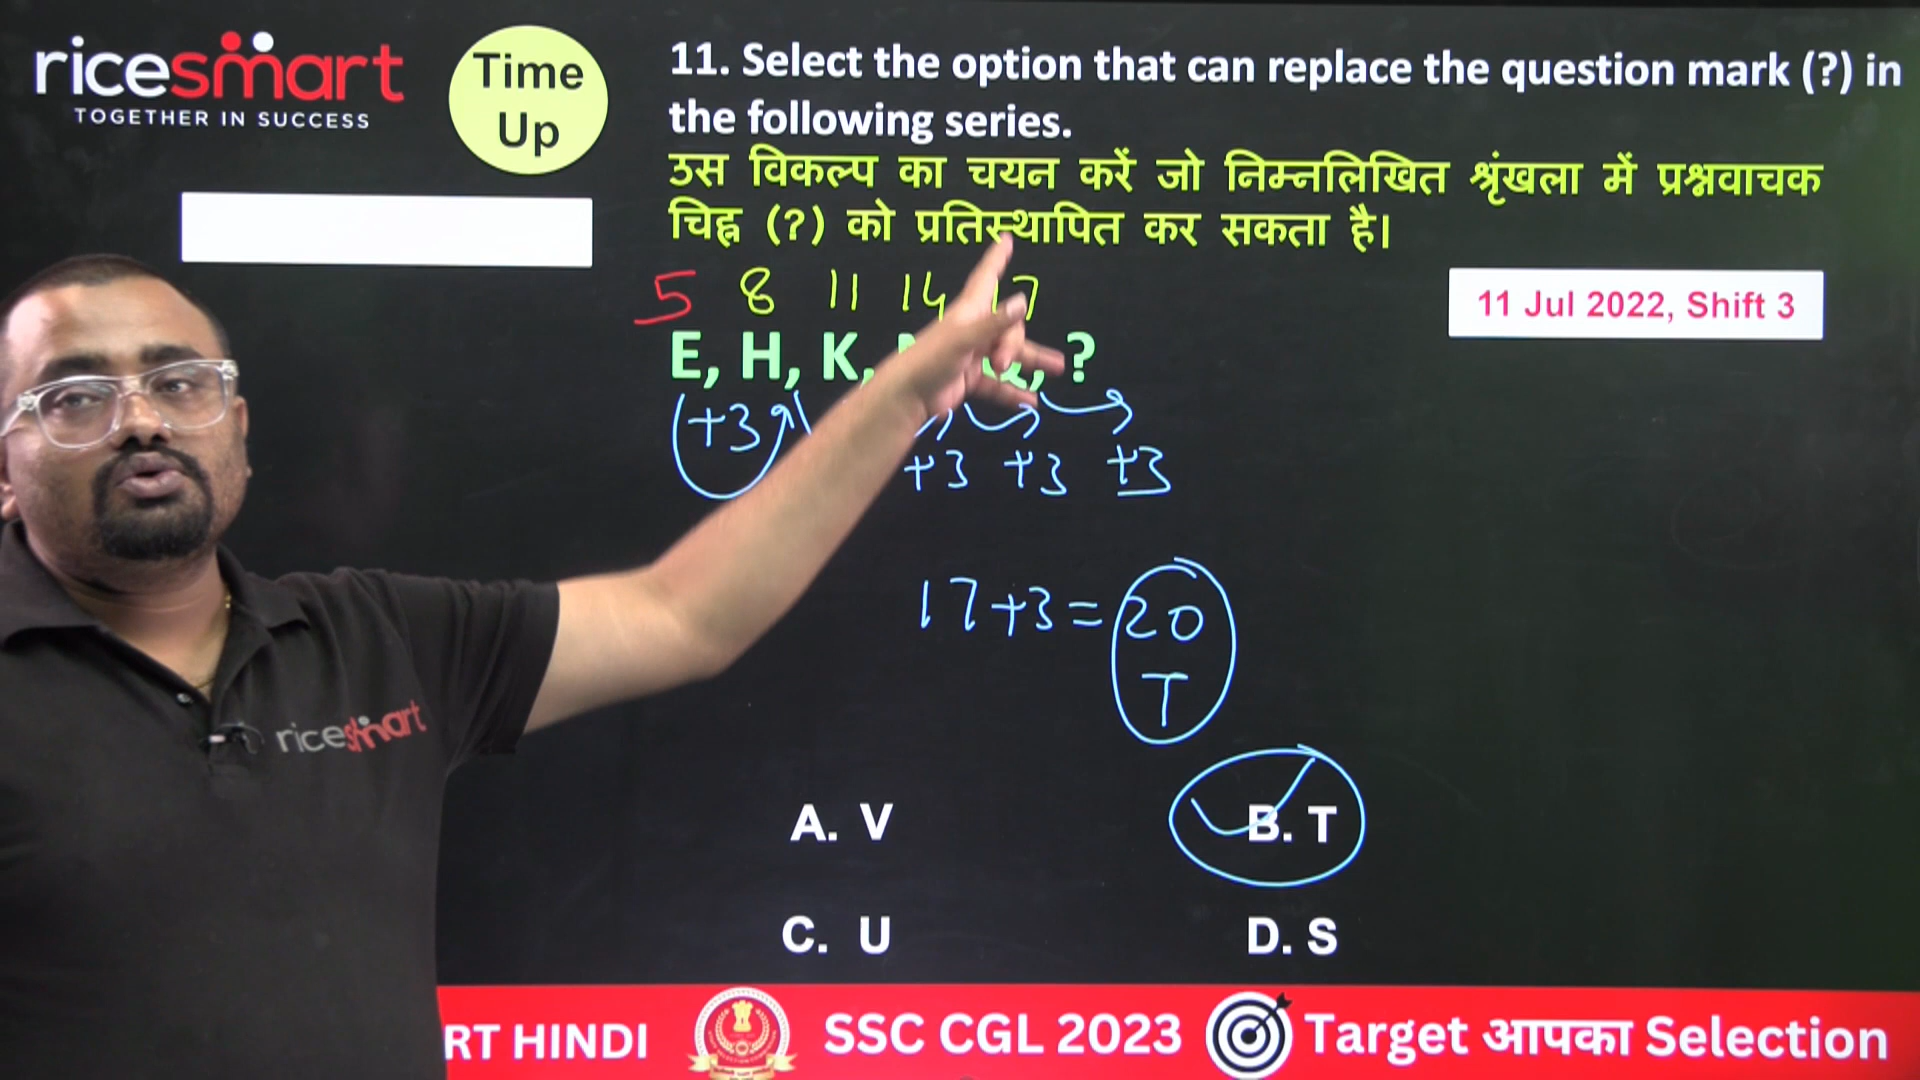 ricesmart
TOGETHER IN SUCCESS
Time
Up
11. Select the option that can replace the question mark (?) in
the following series.
उस विकल्प का चयन करें जो निम्नलिखित श्रृंखला में प्रश्नवाचक
चिह्न (?) को प्रतिस्थापित कर सकता है।
11 Jul 2022, Shift 3
5 8 11 14 17
E, H, K, ?
+3 +3 +3 +3
17+3=20
T
ricesmart
A. V
B. T
C. U
D. S
RT HINDI
SSC CGL 2023
Target आपका Selection